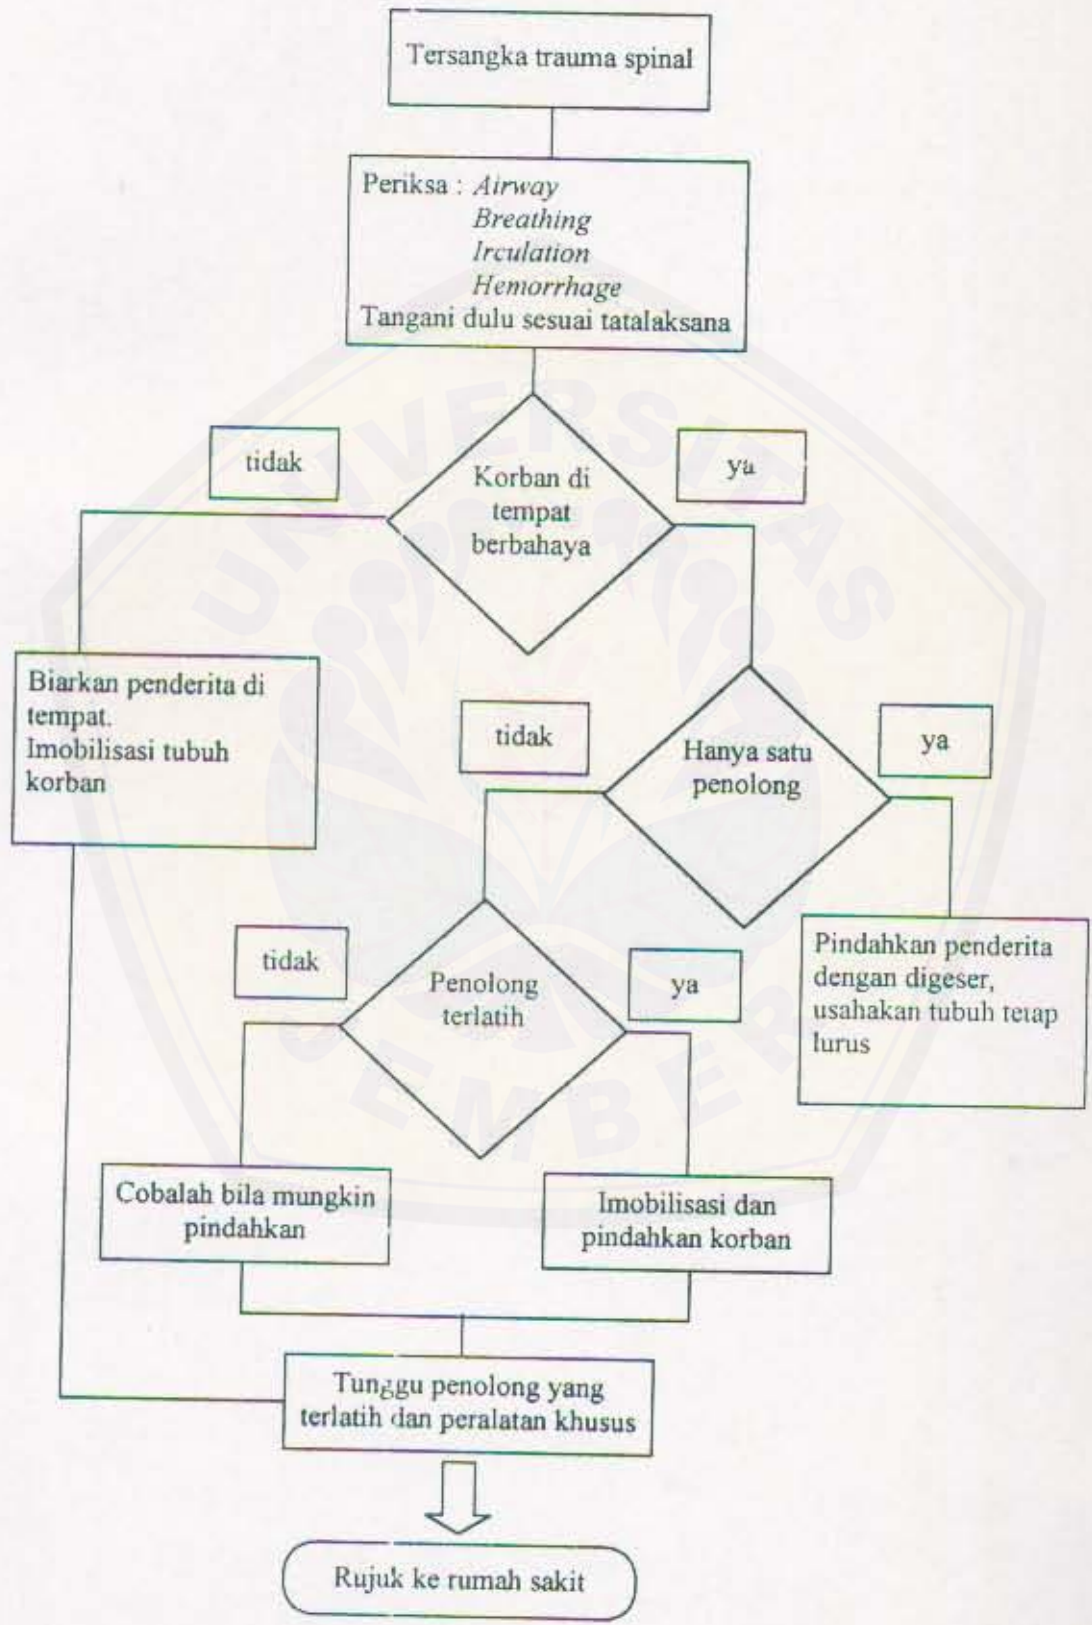 Tersangka trauma spinal
Periksa : Airway
Breathing
Irculation
Hemorrhage
Tangani dulu sesuai tatalaksana
tidak
ya
Korban di
tempat
berbahaya
Biarkan penderita di
tempat.
Imobilisasi tubuh
korban
tidak
ya
Hanya satu
penolong
Pindahkan penderita
dengan digeser,
usahakan tubuh tetap
lurus
tidak
ya
Penolong
terlatih
Cobalah bila mungkin
pindahkan
Imobilisasi dan
pindahkan korban
Tunggu penolong yang
terlatih dan peralatan khusus
Rujuk ke rumah sakit
UNIVERSITAS
JEMBER